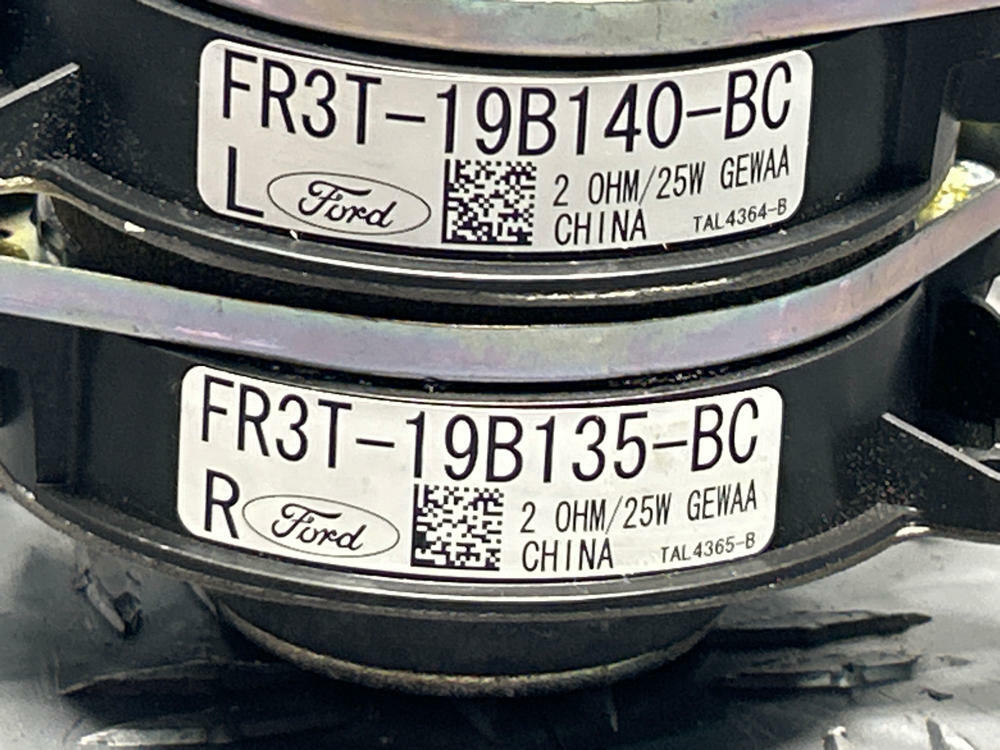 FR3T-19B140-BC
L Ford 2 OHM/25W GEWAA
CHINA TAL4364-B
FR3T-19B135-BC
R Ford 2 OHM/25W GEWAA
CHINA TAL4365-B